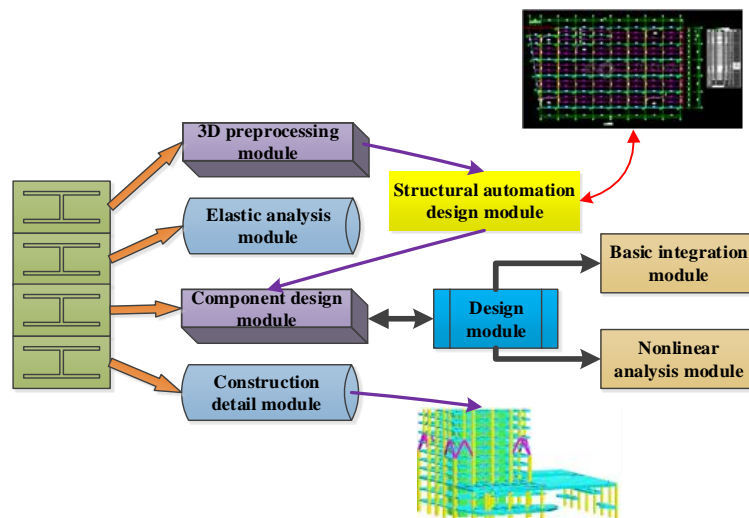 3D preprocessing
module
Structural automation
design module
Elastic analysis
module
Basic integration
module
Component design
module
Design
module
Nonlinear
analysis module
Construction
detail module